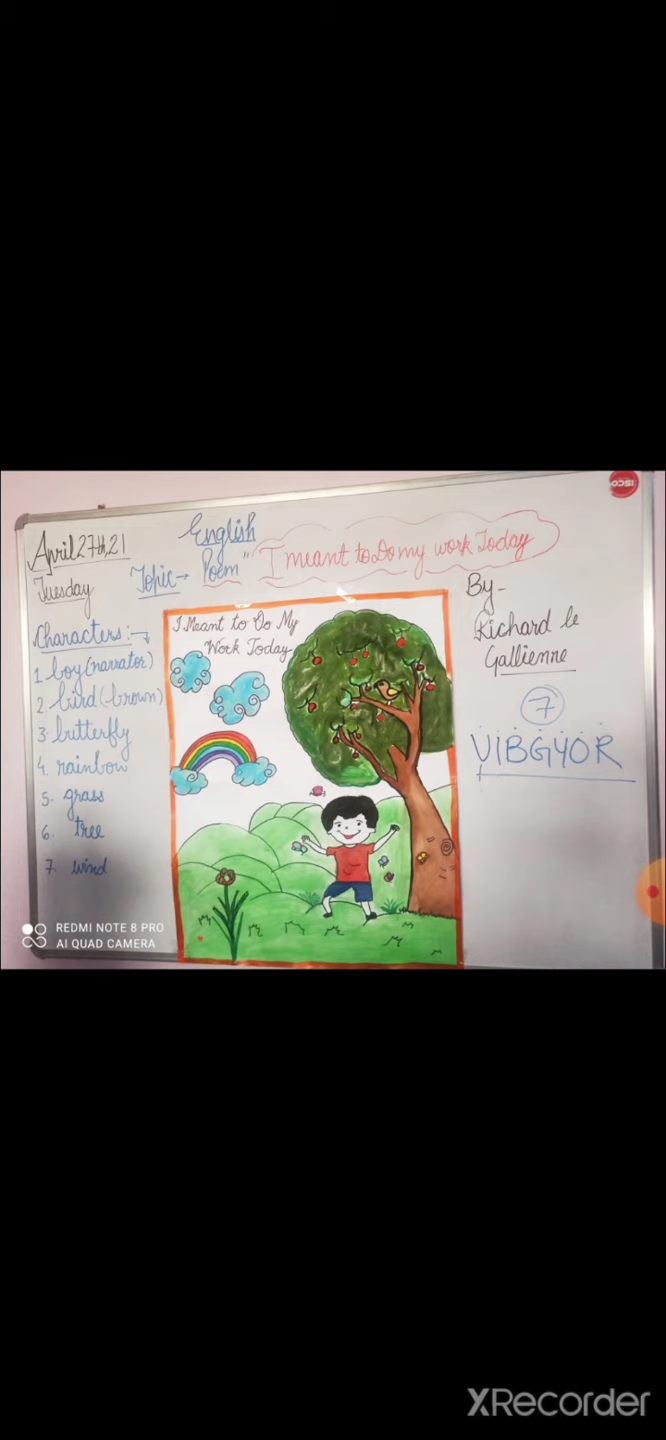 April 27th, 21
Tuesday
English
Topic → Poem " I meant to Do my work Today
By-
Richard le
Gallienne
Characters :-
1 boy (narrator)
2. bird (-brown)
3. butterfly
4. rainbow
5. grass
6. tree
7. wind
I Meant to Do My
Work Today
7
VIBGYOR
REDMI NOTE 8 PRO
AI QUAD CAMERA
XRecorder